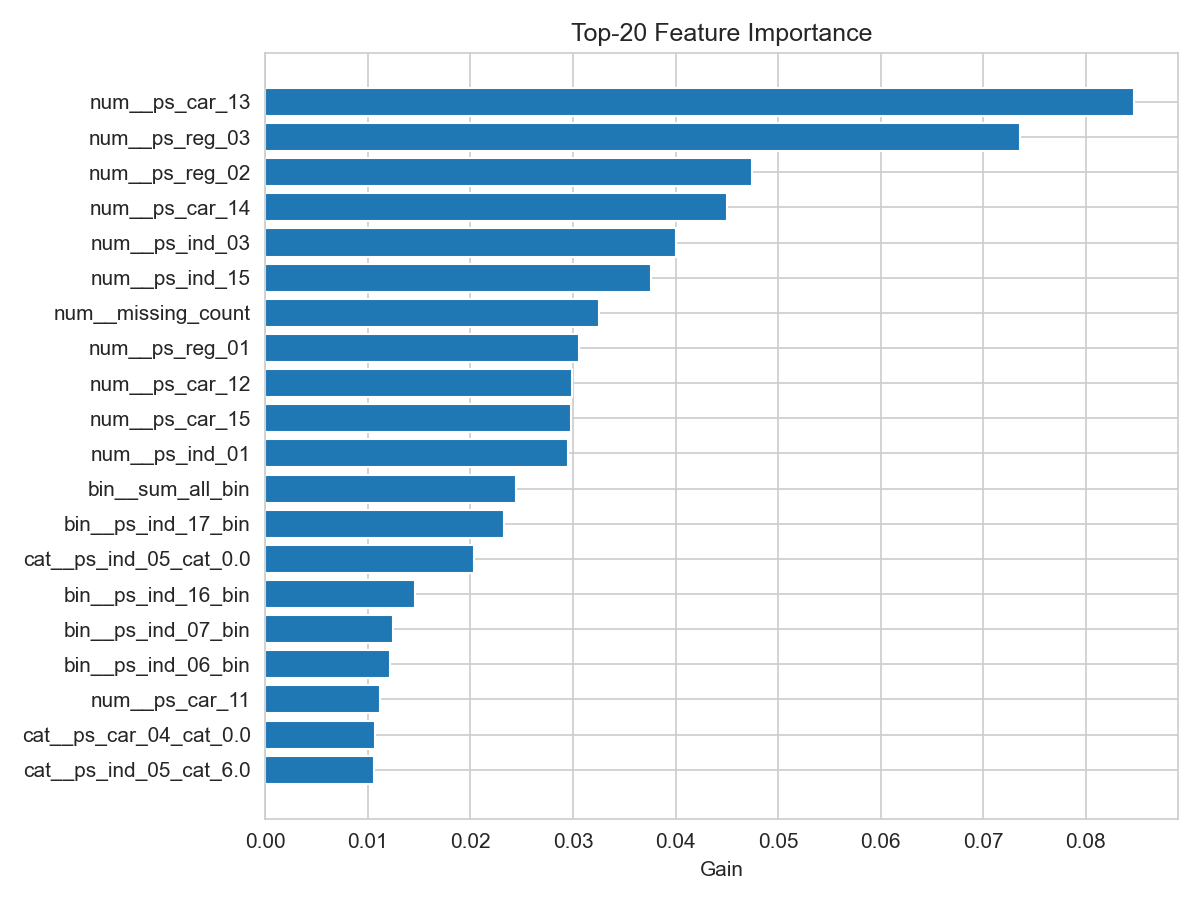 Top-20 Feature Importance
num__ps_car_13
num__ps_reg_03
num__ps_reg_02
num__ps_car_14
num__ps_ind_03
num__ps_ind_15
num__missing_count
num__ps_reg_01
num__ps_car_12
num__ps_car_15
num__ps_ind_01
bin__sum_all_bin
bin__ps_ind_17_bin
cat__ps_ind_05_cat_0.0
bin__ps_ind_16_bin
bin__ps_ind_07_bin
bin__ps_ind_06_bin
num__ps_car_11
cat__ps_car_04_cat_0.0
cat__ps_ind_05_cat_6.0
0.00 0.01 0.02 0.03 0.04 0.05 0.06 0.07 0.08
Gain